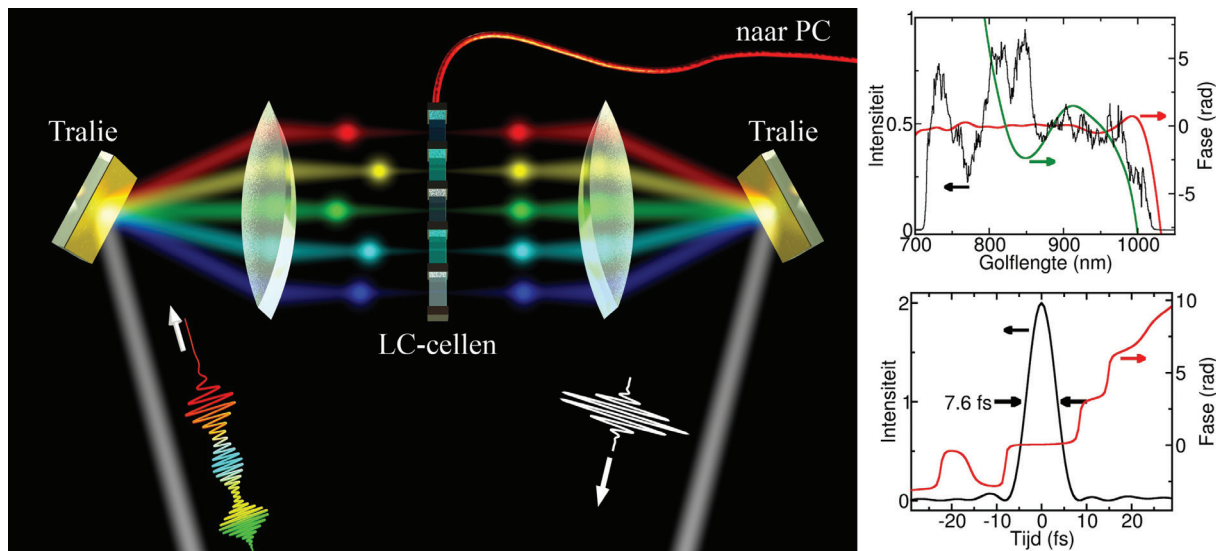 naar PC
Tralie
Tralie
LC-cellen
1
0.5
0
Intensiteit
5
0
-5
Fase (rad)
700 800 900 1000
Golflengte (nm)
2
1
0
Intensiteit
7.6 fs
10
5
0
Fase (rad)
-20 -10 0 10 20
Tijd (fs)